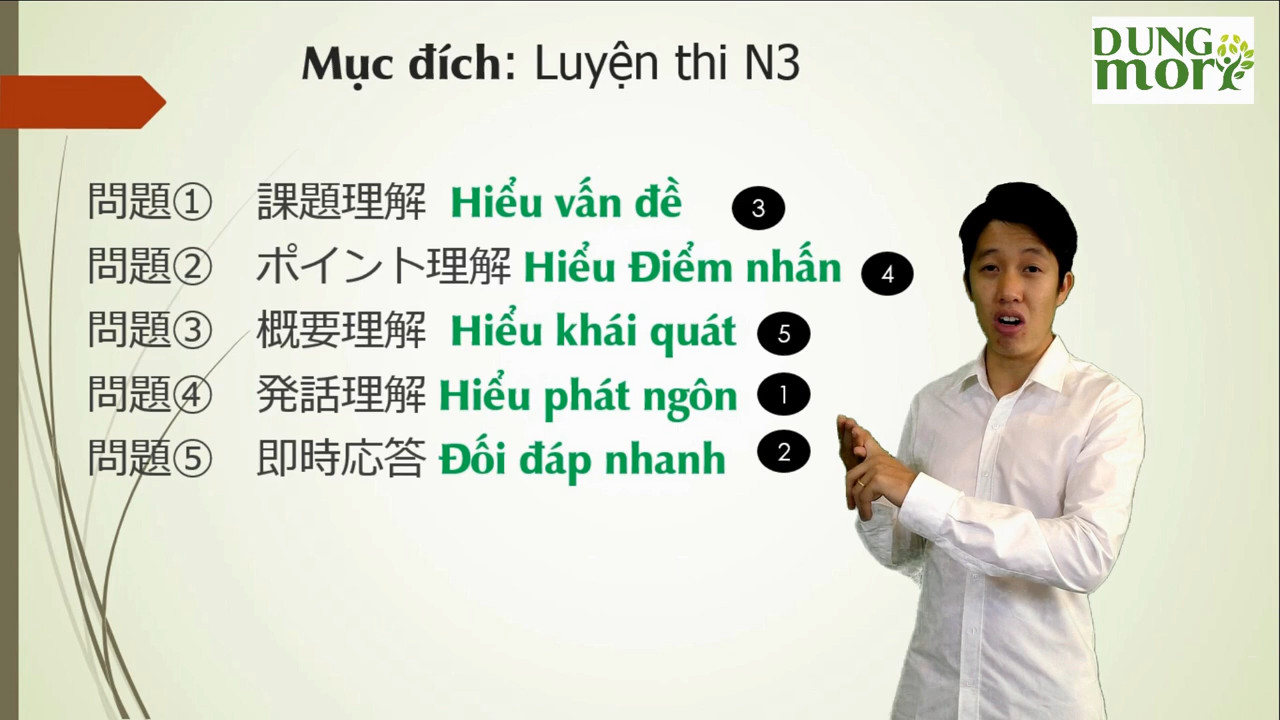 DUNG
mori
Mục đích: Luyện thi N3
問題① 課題理解 Hiểu vấn đề 3
問題② ポイント理解 Hiểu Điểm nhấn 4
問題③ 概要理解 Hiểu khái quát 5
問題④ 発話理解 Hiểu phát ngôn 1
問題⑤ 即時応答 Đối đáp nhanh 2